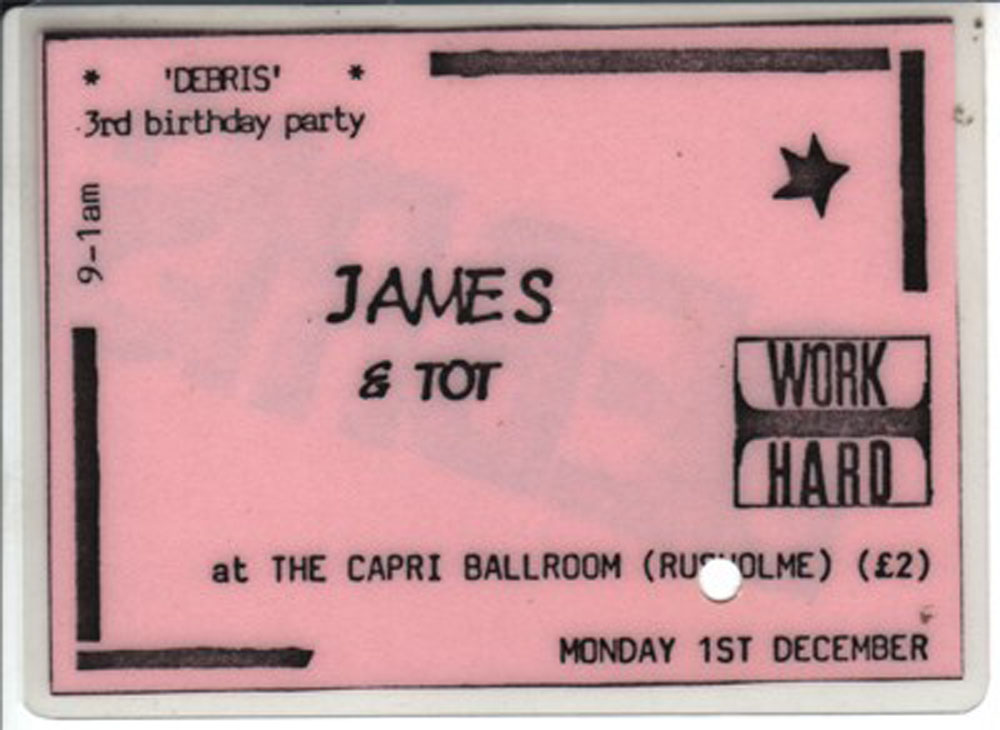 * 'DEBRIS' *
3rd birthday party
9-1am
JAMES
& TOT
WORK
HARD
at THE CAPRI BALLROOM (RUSHOLME) (£2)
MONDAY 1ST DECEMBER